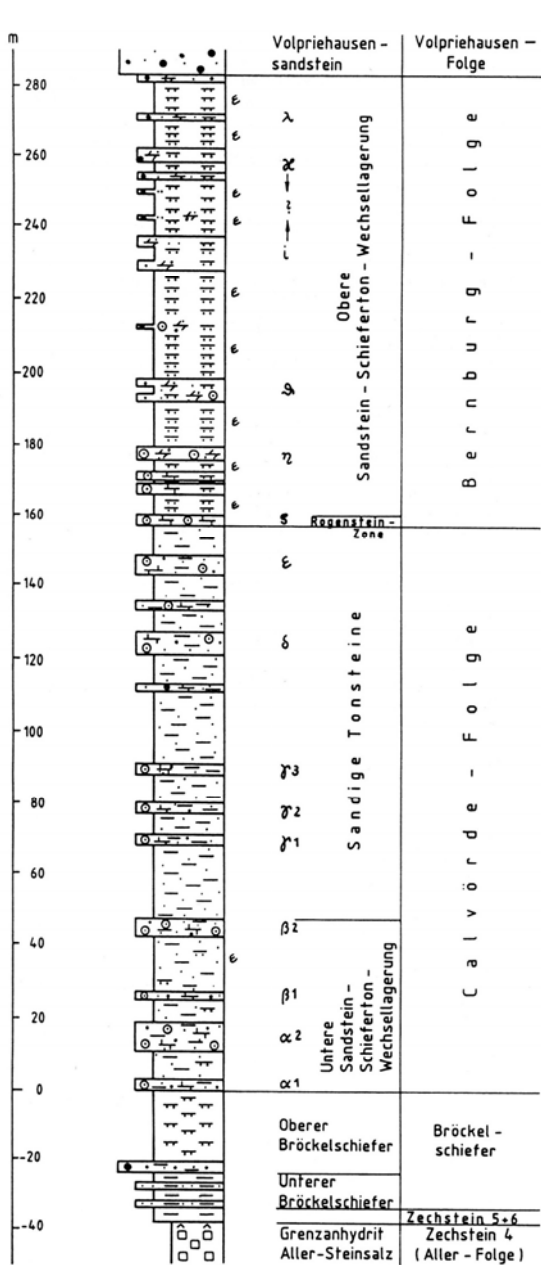 m
Volpriehausen-
sandstein
Volpriehausen-
Folge
280
260
240
220
200
180
160
140
120
100
80
60
40
20
0
-20
-40
ε
ε
ε
ε
ε
ε
ε
ε
ε
ε
λ
ϰ
?
i
ϑ
η
ς
ε
δ
γ3
γ2
γ1
β2
β1
α2
α1
Obere
Sandstein-Schieferton-Wechsellagerung
Rogenstein-
Zone
Sandige Tonsteine
Untere
Sandstein-
Schieferton-
Wechsellagerung
Bernburg-Folge
Calvörde-Folge
Oberer
Bröckelschiefer
Bröckel-
schiefer
Unterer
Bröckelschiefer
Zechstein 5+6
Grenzanhydrit
Aller-Steinsalz
Zechstein 4
(Aller-Folge)